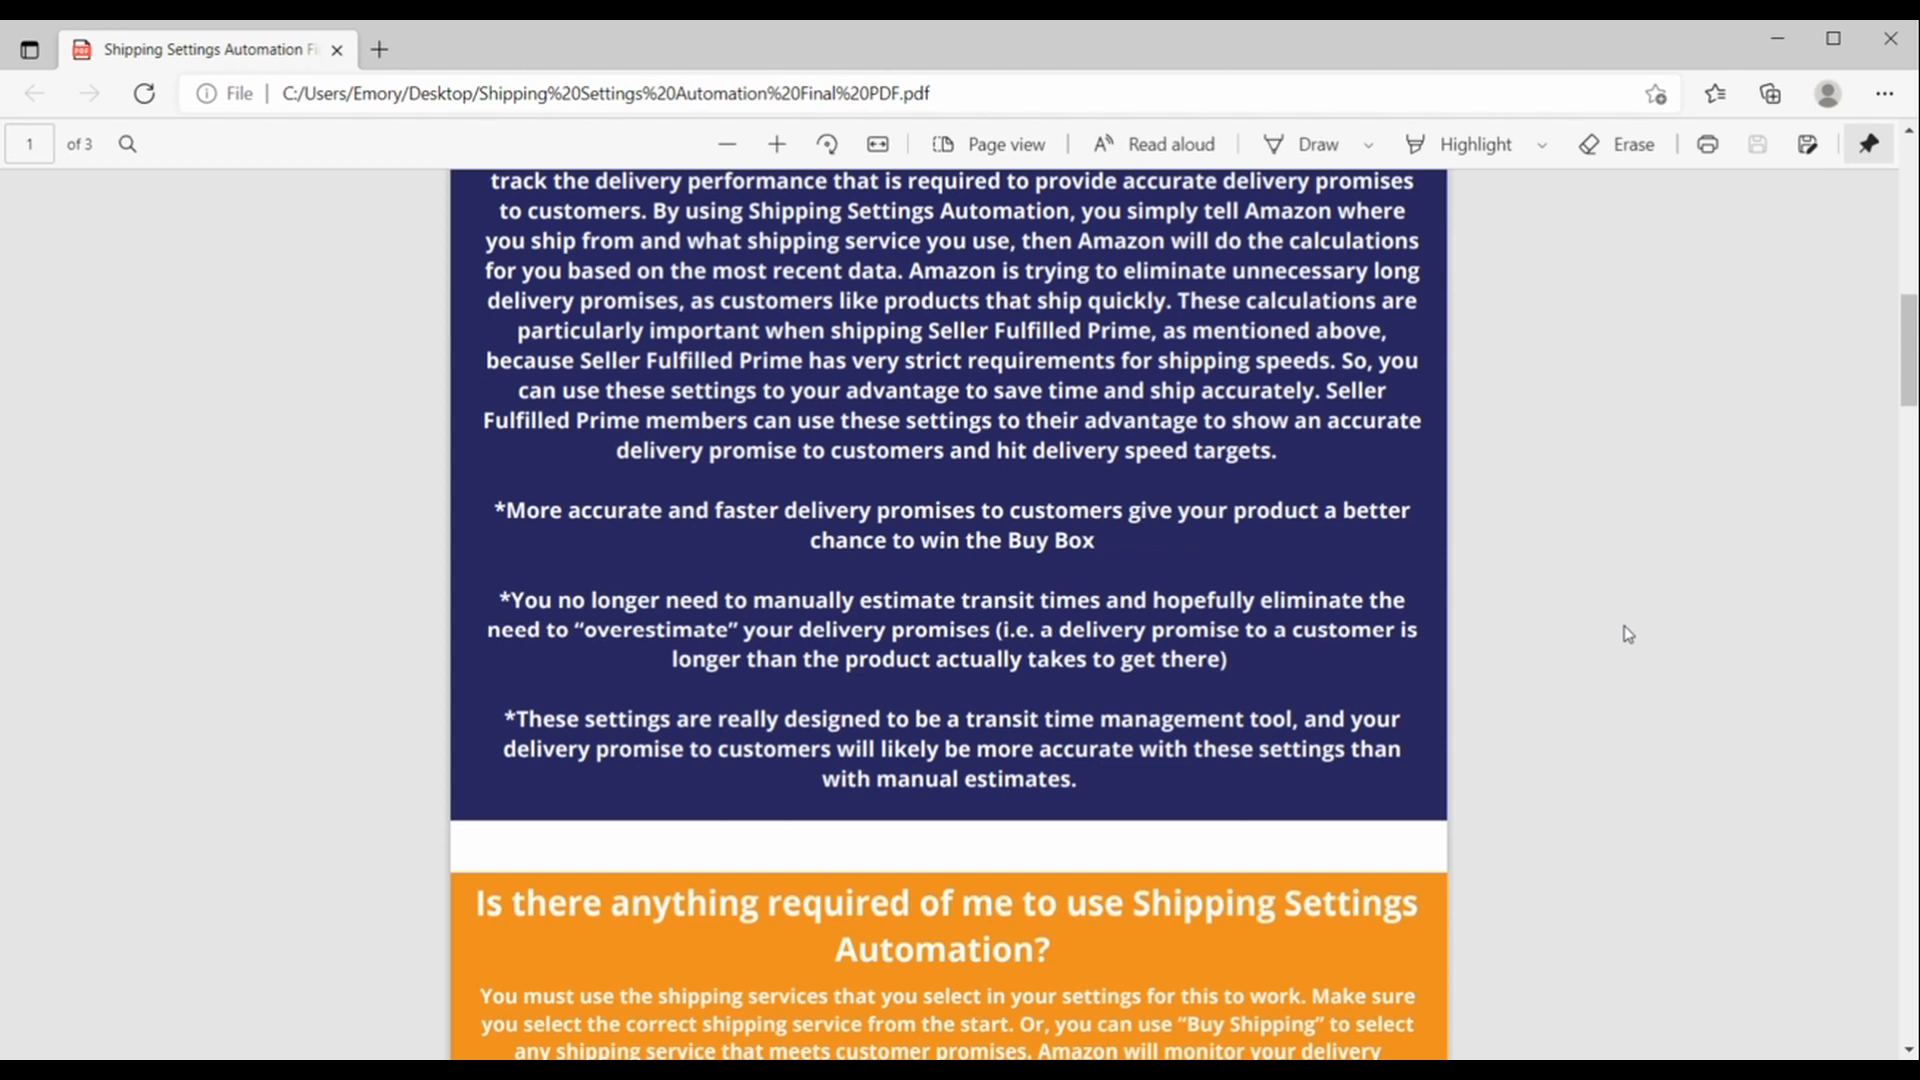 Shipping Settings Automation Fi
File
C:/Users/Emory/Desktop/Shipping%20Settings%20Automation%20Final%20PDF.pdf
1 of 3
Page view
Read aloud
Draw
Highlight
Erase
track the delivery performance that is required to provide accurate delivery promises
to customers. By using Shipping Settings Automation, you simply tell Amazon where
you ship from and what shipping service you use, then Amazon will do the calculations
for you based on the most recent data. Amazon is trying to eliminate unnecessary long
delivery promises, as customers like products that ship quickly. These calculations are
particularly important when shipping Seller Fulfilled Prime, as mentioned above,
because Seller Fulfilled Prime has very strict requirements for shipping speeds. So, you
can use these settings to your advantage to save time and ship accurately. Seller
Fulfilled Prime members can use these settings to their advantage to show an accurate
delivery promise to customers and hit delivery speed targets.
*More accurate and faster delivery promises to customers give your product a better
chance to win the Buy Box
*You no longer need to manually estimate transit times and hopefully eliminate the
need to “overestimate” your delivery promises (i.e. a delivery promise to a customer is
longer than the product actually takes to get there)
*These settings are really designed to be a transit time management tool, and your
delivery promise to customers will likely be more accurate with these settings than
with manual estimates.
Is there anything required of me to use Shipping Settings
Automation?
You must use the shipping services that you select in your settings for this to work. Make sure
you select the correct shipping service from the start. Or, you can use “Buy Shipping” to select
any shipping service that meets customer promises. Amazon will monitor your delivery